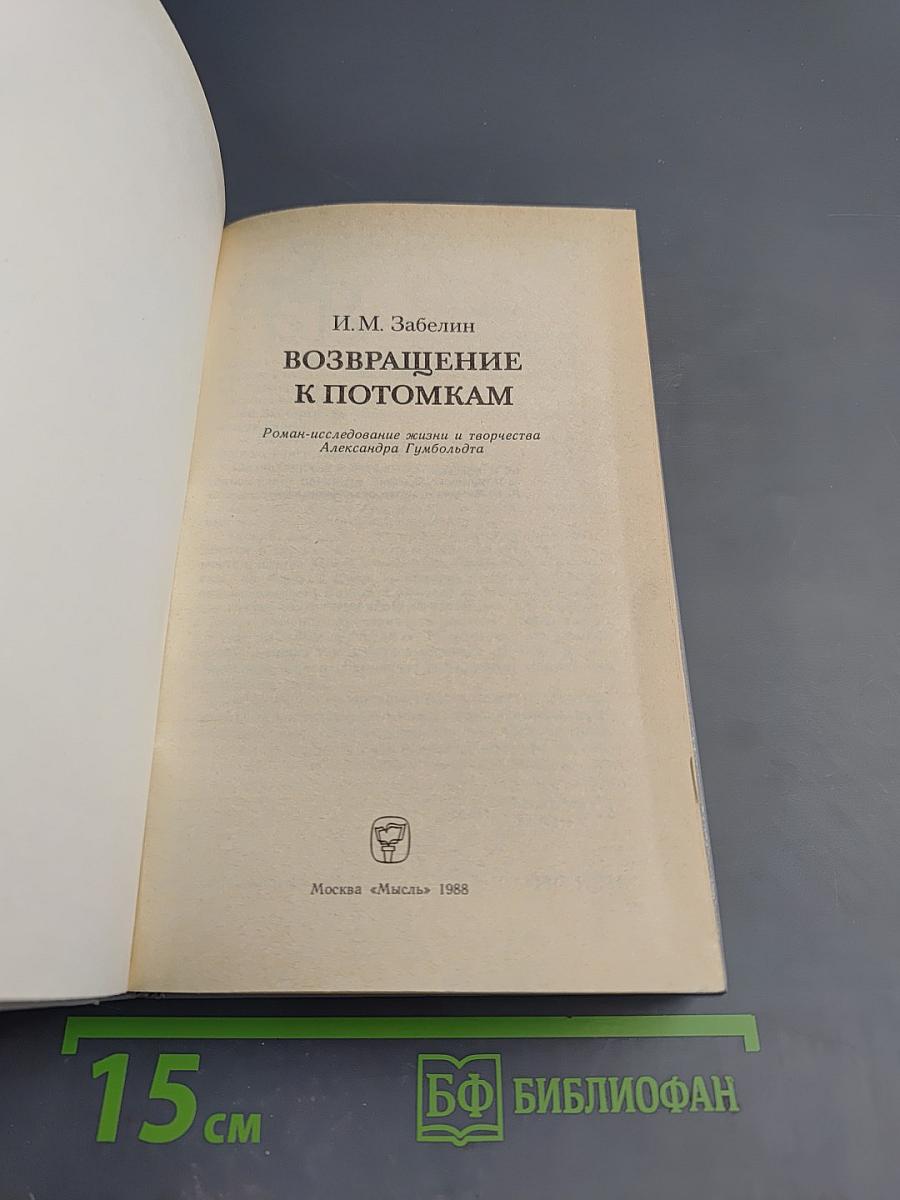 И. М. Забелин
ВОЗВРАЩЕНИЕ
К ПОТОМКАМ
Роман-исследование жизни и творчества
Александра Гумбольдта
Москва «Мысль» 1988
15 см
БФ БИБЛИОФАН